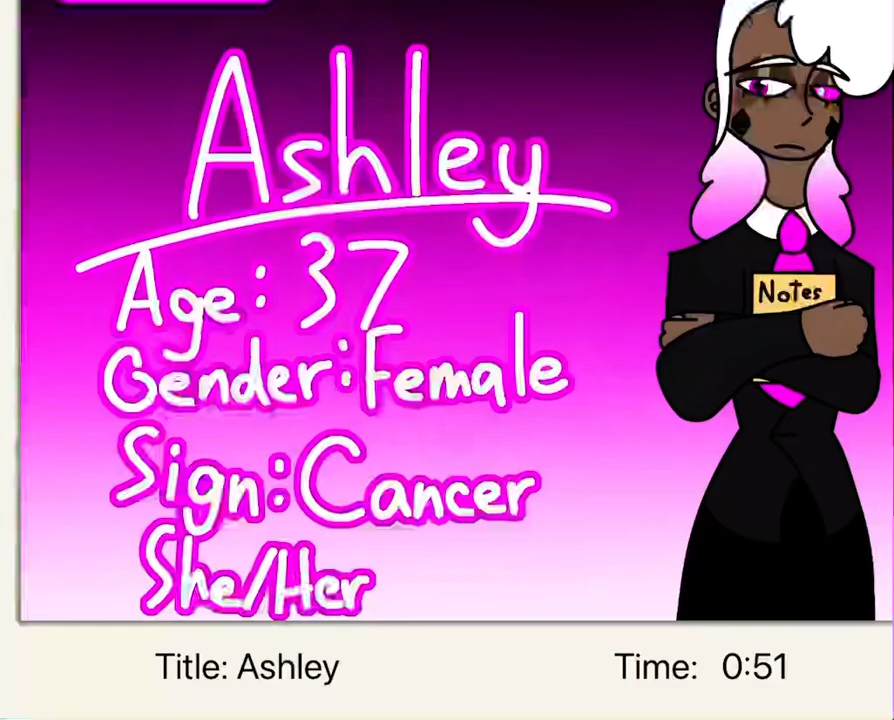 Ashley
Age: 37
Gender: Female
Sign: Cancer
She/Her
Notes
Title: Ashley Time: 0:51